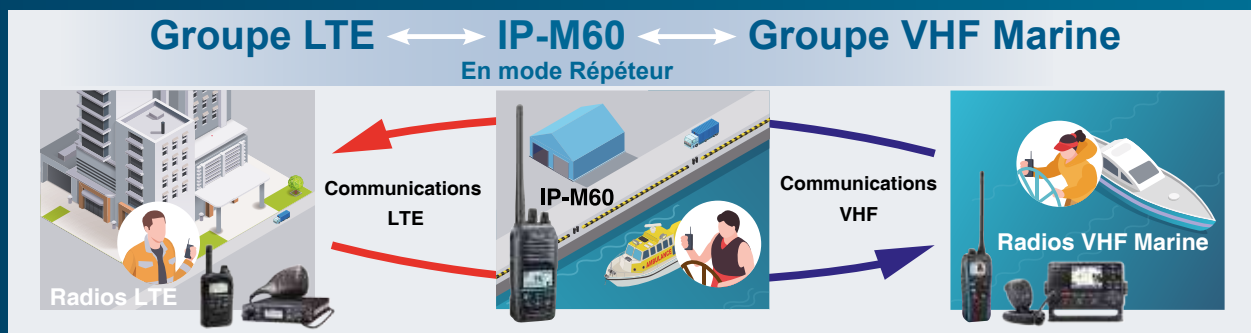 Groupe LTE IP-M60 Groupe VHF Marine
En mode Répéteur
Communications
LTE
Radios LTE
IP-M60
AMBULANCE
Communications
VHF
Radios VHF Marine